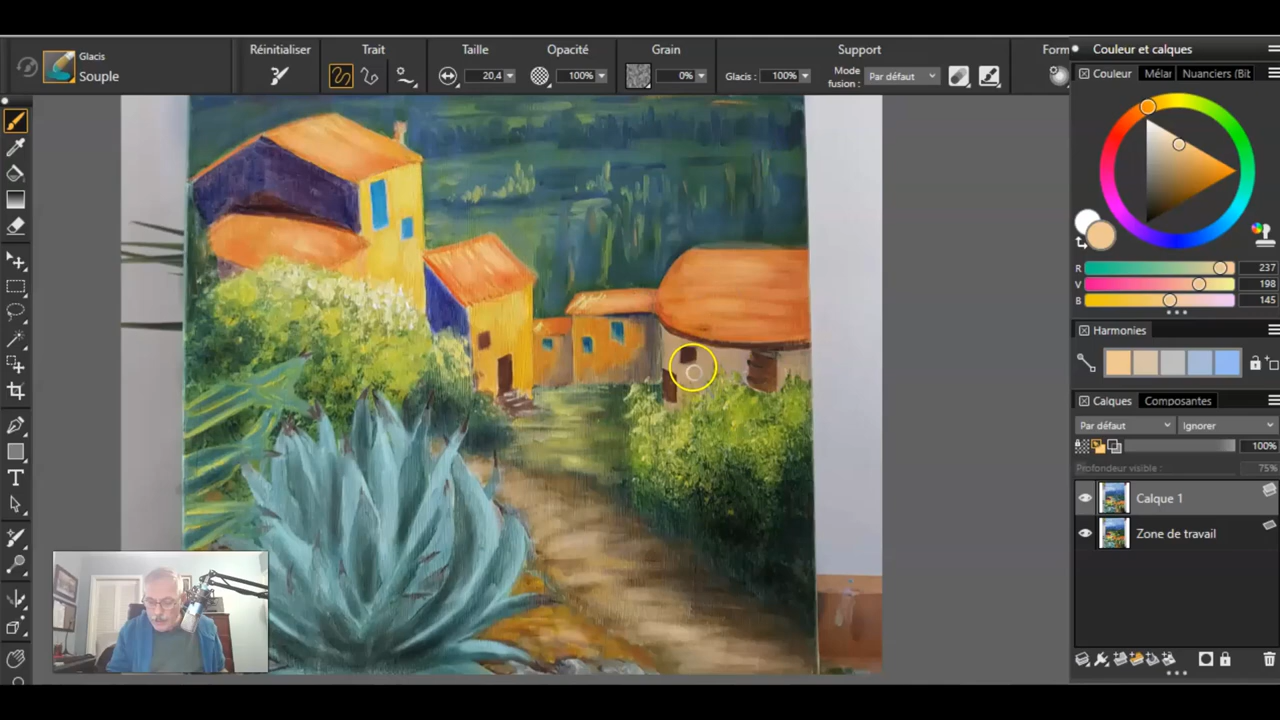 Glacis
Souple
Réinitialiser
Trait
Taille
20,4
Opacité
100%
Grain
0%
Glacis : 100%
Support
Mode
fusion :
Par défaut
Form
Couleur et calques
Couleur
Mélar
Nuanciers (Bib
R
237
V
198
B
145
Harmonies
Calques
Composantes
Par défaut
Ignorer
100%
Profondeur visible :
75%
Calque 1
Zone de travail
T